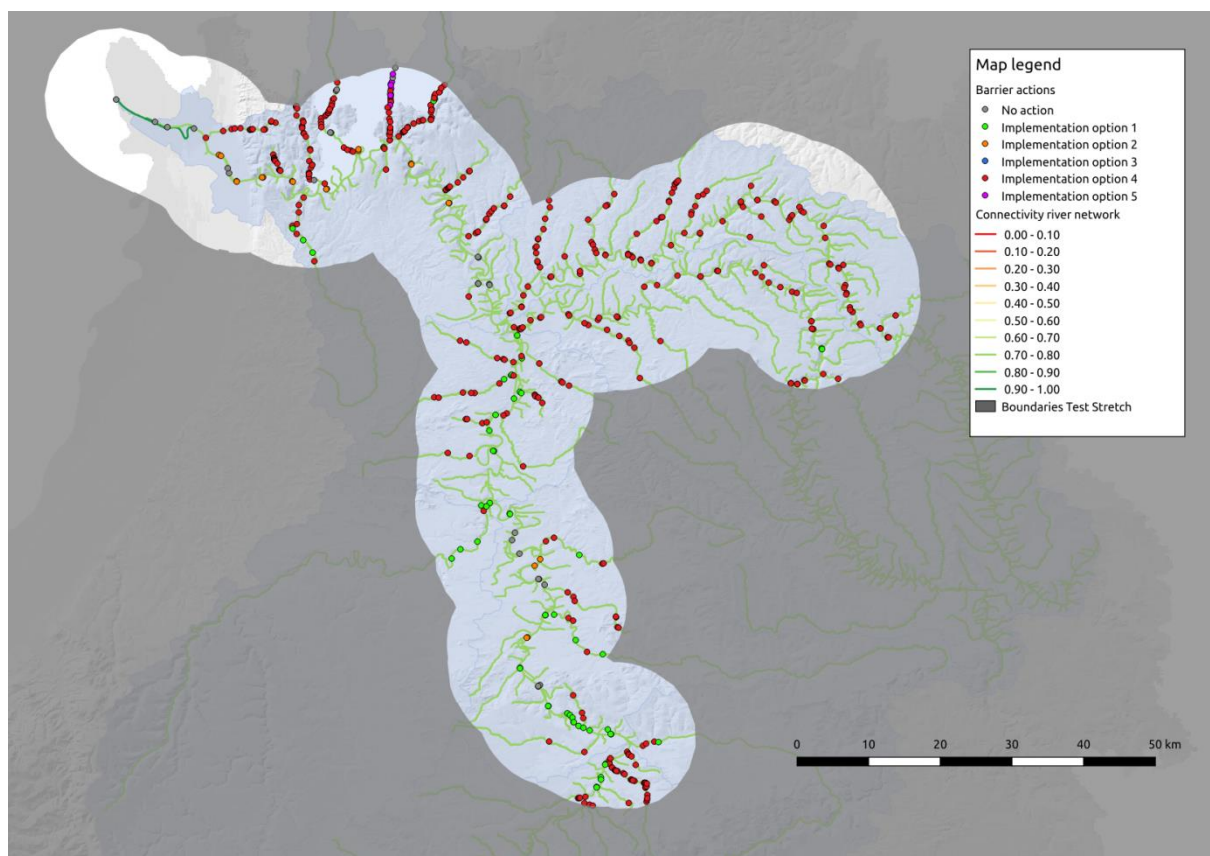 Map legend
Barrier actions
No action
Implementation option 1
Implementation option 2
Implementation option 3
Implementation option 4
Implementation option 5
Connectivity river network
0.00 - 0.10
0.10 - 0.20
0.20 - 0.30
0.30 - 0.40
0.40 - 0.50
0.50 - 0.60
0.60 - 0.70
0.70 - 0.80
0.80 - 0.90
0.90 - 1.00
Boundaries Test Stretch
0 10 20 30 40 50 km